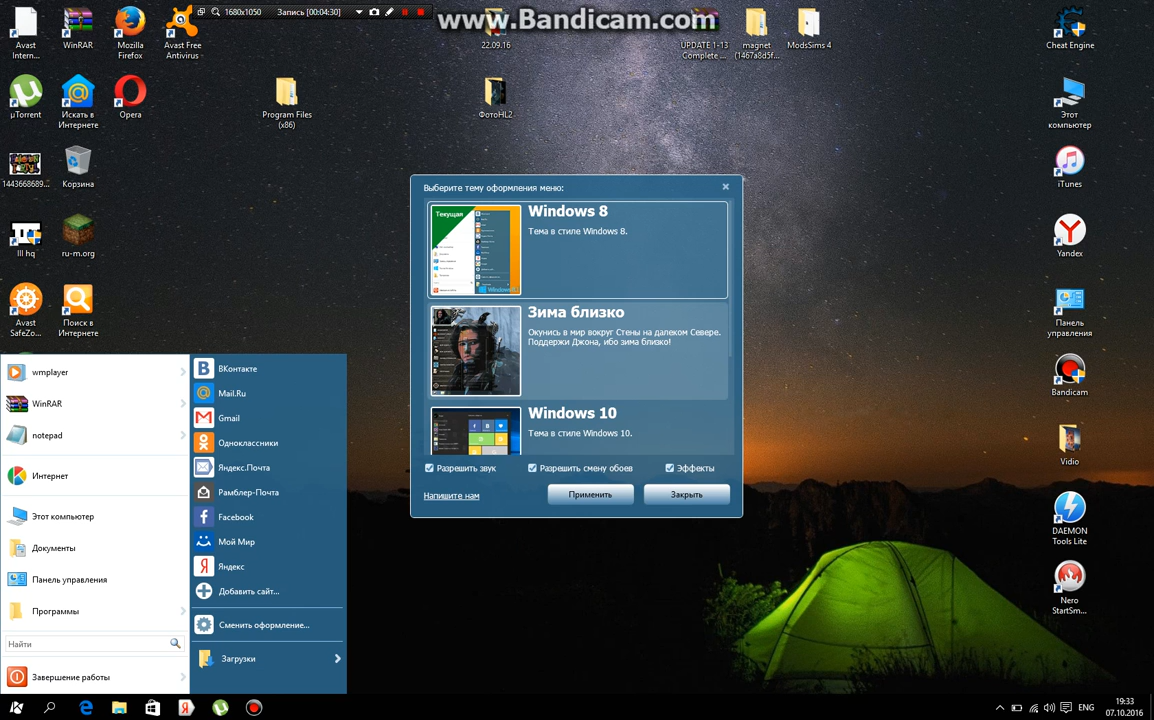 1680x1050 Запись [00:04:30]
www.Bandicam.com
Avast
Intern...
WinRAR
Mozilla
Firefox
Avast Free
Antivirus
22.09.16
UPDATE 1-13
Complete ...
magnet
(1467a8d5f...
ModsSims 4
Cheat Engine
µTorrent
Искать в
Интернете
Opera
Program Files
(x86)
ФотоHL2
Этот
компьютер
1443668689...
Корзина
iTunes
III hq
ru-m.org
Yandex
Avast
SafeZo...
Поиск в
Интернете
Панель
управления
Bandicam
Vidio
DAEMON
Tools Lite
Nero
StartSm...
Выберите тему оформления меню:
Текущая
Windows 8
Тема в стиле Windows 8.
Зима близко
Окунись в мир вокруг Стены на далеком Севере.
Поддержи Джона, ибо зима близко!
Windows 10
Тема в стиле Windows 10.
Разрешить звук
Разрешить смену обоев
Эффекты
Напишите нам
Применить
Закрыть
wmplayer
WinRAR
notepad
Интернет
Этот компьютер
Документы
Панель управления
Программы
Найти
Завершение работы
ВКонтакте
Mail.Ru
Gmail
Одноклассники
Яндекс.Почта
Рамблер-Почта
Facebook
Мой Мир
Яндекс
Добавить сайт...
Сменить оформление...
Загрузки
ENG
19:33
07.10.2016